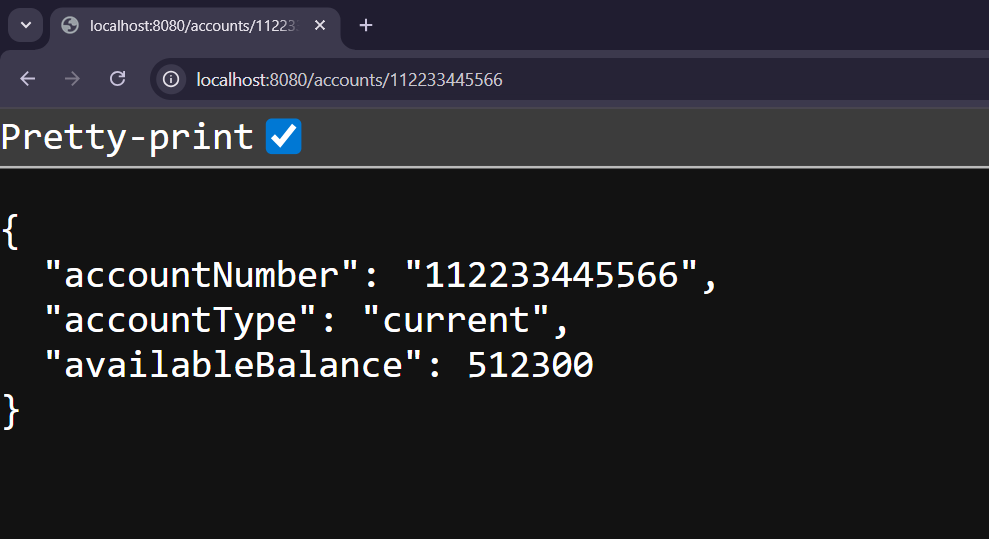 localhost:8080/accounts/11223
localhost:8080/accounts/112233445566
Pretty-print
{
"accountNumber": "112233445566",
"accountType": "current",
"availableBalance": 512300
}